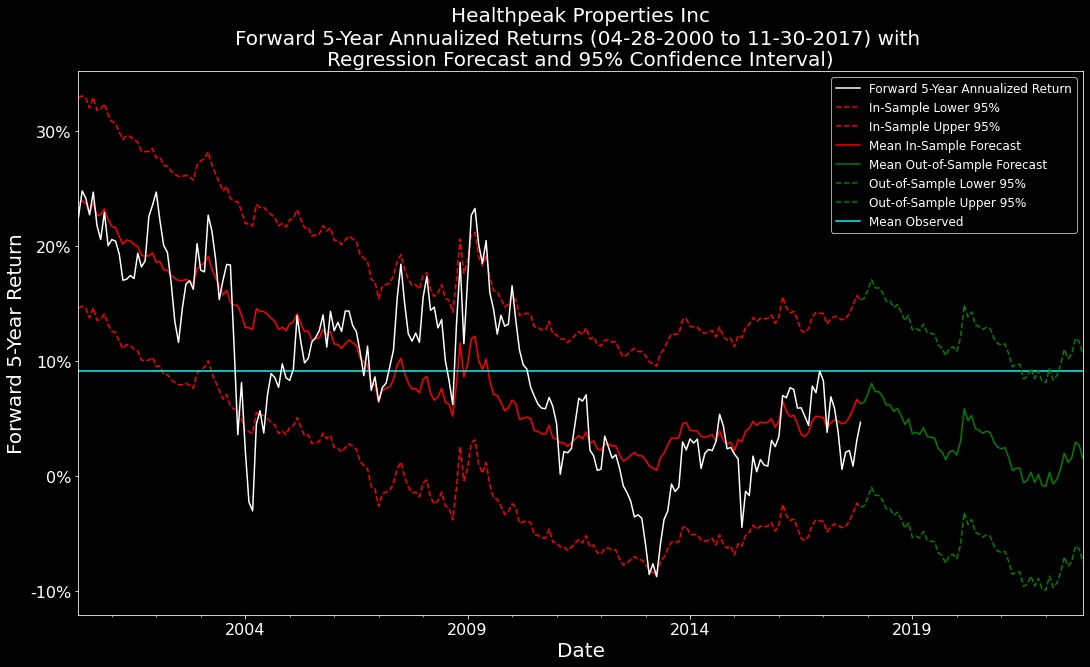 Healthpeak Properties Inc
Forward 5-Year Annualized Returns (04-28-2000 to 11-30-2017) with
Regression Forecast and 95% Confidence Interval)
Forward 5-Year Annualized Return
In-Sample Lower 95%
In-Sample Upper 95%
Mean In-Sample Forecast
Mean Out-of-Sample Forecast
Out-of-Sample Lower 95%
Out-of-Sample Upper 95%
Mean Observed
Forward 5-Year Return
30%
20%
10%
0%
-10%
2004
2009
2014
2019
Date